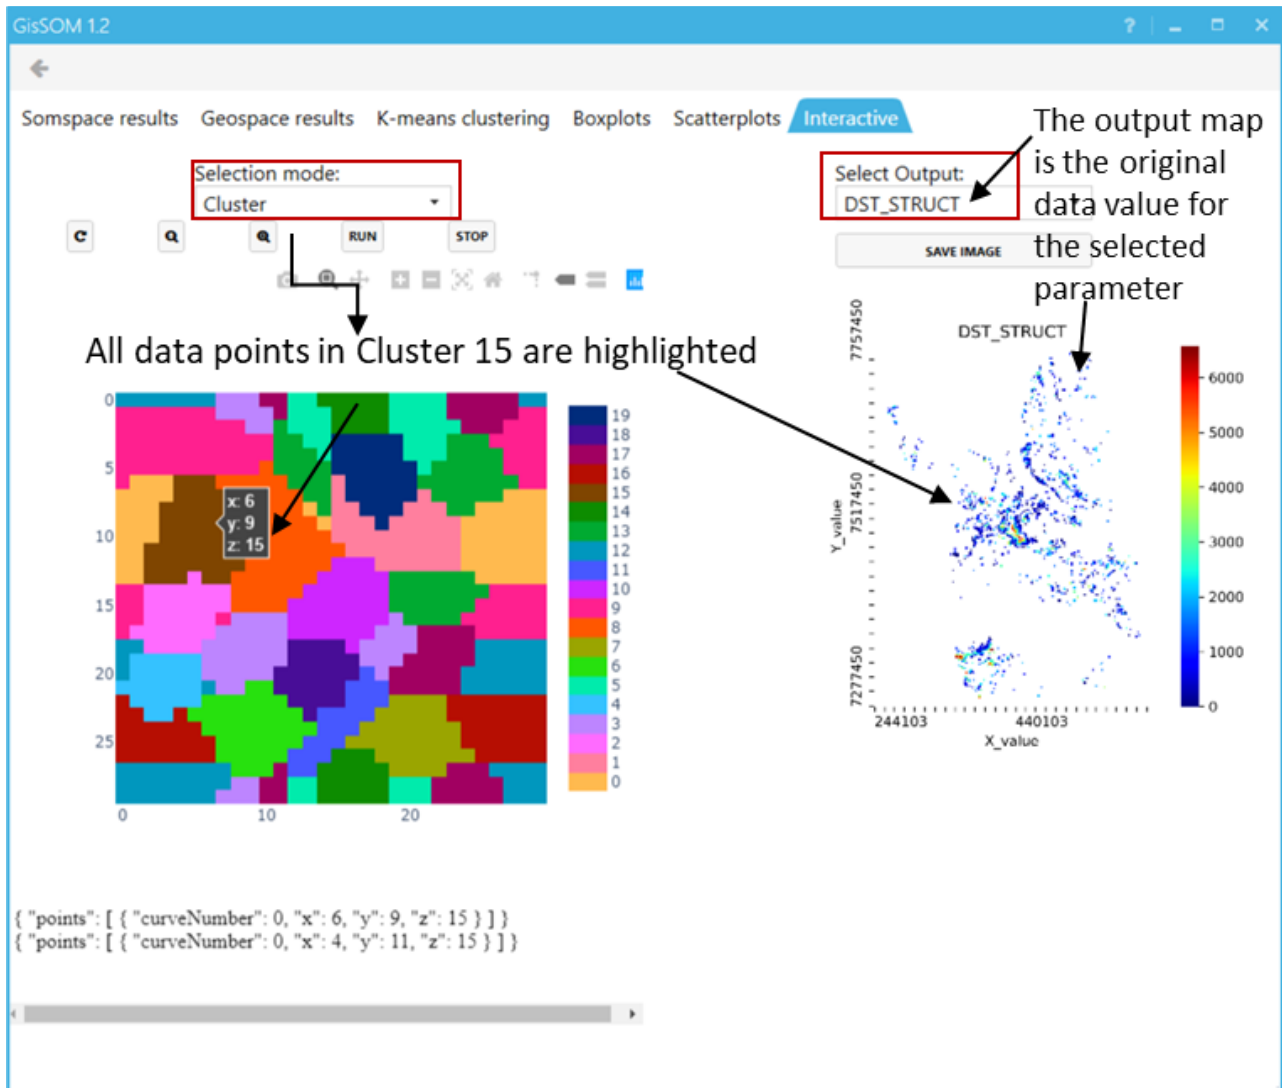 GisSOM 1.2
?
Somspace results Geospace results K-means clustering Boxplots Scatterplots Interactive
The output map
is the original
data value for
the selected
parameter
Selection mode:
Cluster
RUN STOP
Select Output:
DST_STRUCT
SAVE IMAGE
All data points in Cluster 15 are highlighted
0
5
10
15
20
25
0 10 20
x: 6
y: 9
z: 15
19
18
17
16
15
14
13
12
11
10
9
8
7
6
5
4
3
2
1
0
DST_STRUCT
7757450
7517450
7277450
Y_value
244103 440103
X_value
6000
5000
4000
3000
2000
1000
0
{ "points": [ { "curveNumber": 0, "x": 6, "y": 9, "z": 15 } ] }
{ "points": [ { "curveNumber": 0, "x": 4, "y": 11, "z": 15 } ] }